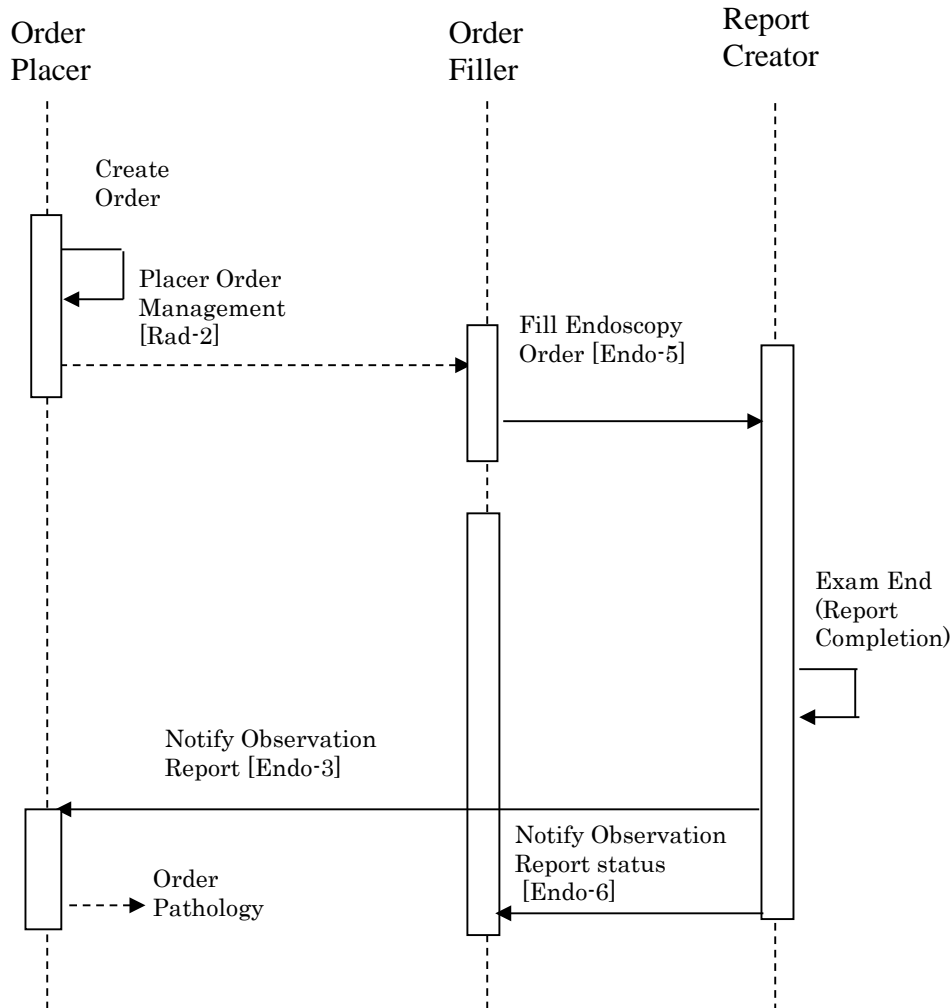 Order
Placer
Order
Filler
Report
Creator
Create
Order
Placer Order
Management
[Rad-2]
Fill Endoscopy
Order [Endo-5]
Exam End
(Report
Completion)
Notify Observation
Report [Endo-3]
Notify Observation
Report status
[Endo-6]
Order
Pathology